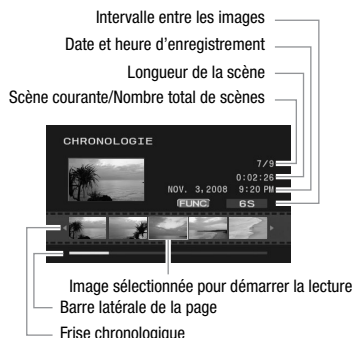 Intervalle entre les images
Date et heure d’enregistrement
Longueur de la scène
Scène courante/Nombre total de scènes
CHRONOLOGIE
7/9
0:02:26
NOV. 3,2008 9:20 PM
FUNC. 6S
Image sélectionnée pour démarrer la lecture
Barre latérale de la page
Frise chronologique